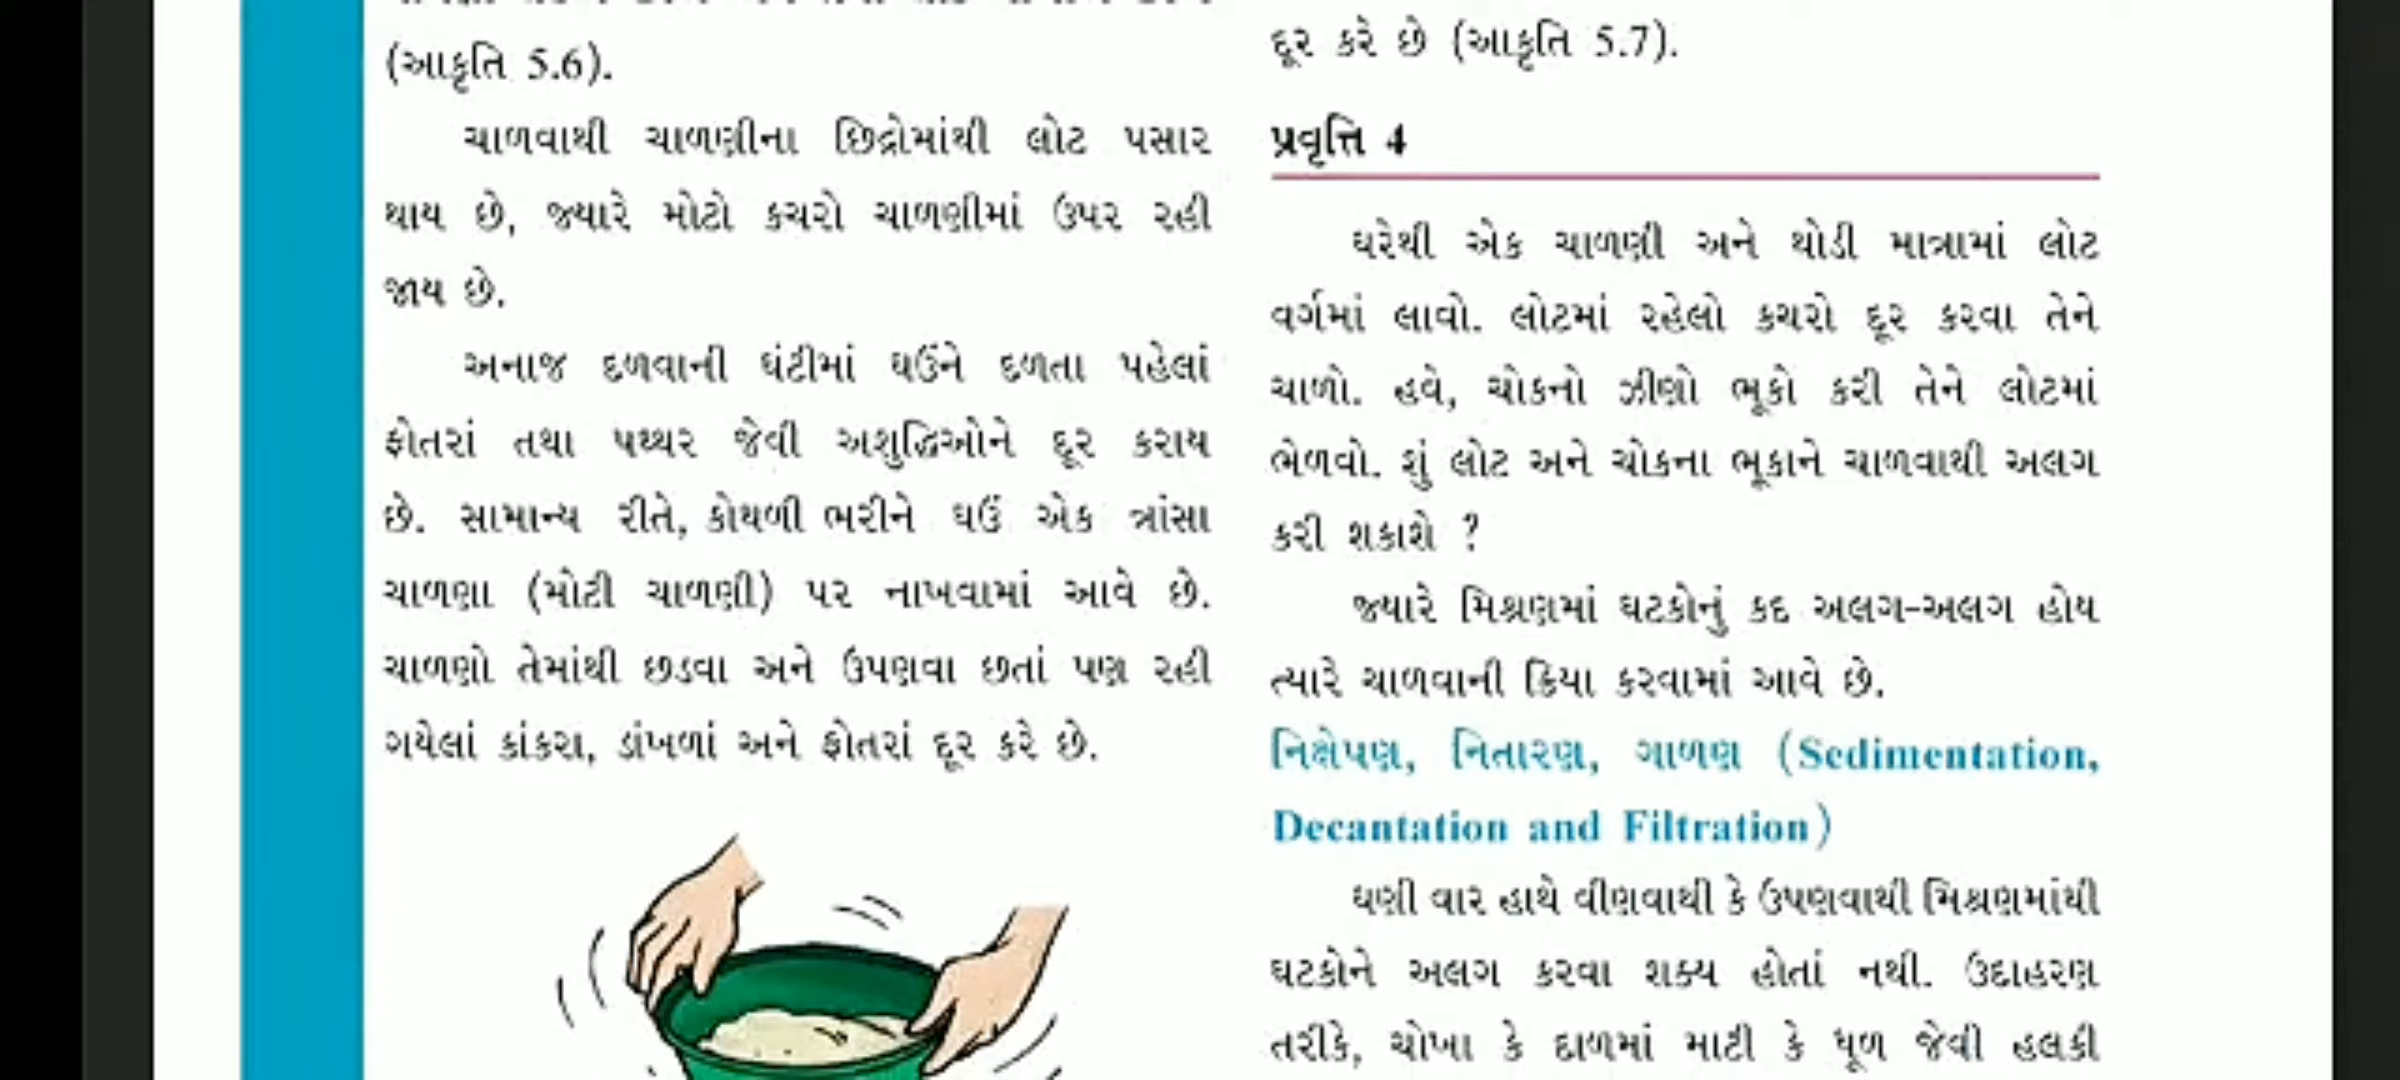 (આકૃતિ 5.6).
ચાળવાથી ચાળણીના છિદ્રોમાંથી લોટ પસાર
થાય છે, જ્યારે મોટો કચરો ચાળણીમાં ઉપર રહી
જાય છે.
અનાજ દળવાની ઘંટીમાં ઘઉંને દળતા પહેલાં
ફોતરાં તથા પથ્થર જેવી અશુદ્ધિઓને દૂર કરાય
છે. સામાન્ય રીતે, કોથળી ભરીને ઘઉં એક ત્રાંસા
ચાળણા (મોટી ચાળણી) પર નાખવામાં આવે છે.
ચાળણો તેમાંથી છડવા અને ઉપણવા છતાં પણ રહી
ગયેલાં કાંકરા, ડાંખળાં અને ફોતરાં દૂર કરે છે.
દૂર કરે છે (આકૃતિ 5.7).
પ્રવૃત્તિ 4
ઘરેથી એક ચાળણી અને થોડી માત્રામાં લોટ
વર્ગમાં લાવો. લોટમાં રહેલો કચરો દૂર કરવા તેને
ચાળો. હવે, ચોકનો ઝીણો ભૂકો કરી તેને લોટમાં
ભેળવો. શું લોટ અને ચોકના ભૂકાને ચાળવાથી અલગ
કરી શકાશે ?
જ્યારે મિશ્રણમાં ઘટકોનું કદ અલગ-અલગ હોય
ત્યારે ચાળવાની ક્રિયા કરવામાં આવે છે.
નિક્ષેપણ, નિતારણ, ગાળણ (Sedimentation,
Decantation and Filtration)
ઘણી વાર હાથે વીણવાથી કે ઉપણવાથી મિશ્રણમાંથી
ઘટકોને અલગ કરવા શક્ય હોતાં નથી. ઉદાહરણ
તરીકે, ચોખા કે દાળમાં માટી કે ધૂળ જેવી હલકી